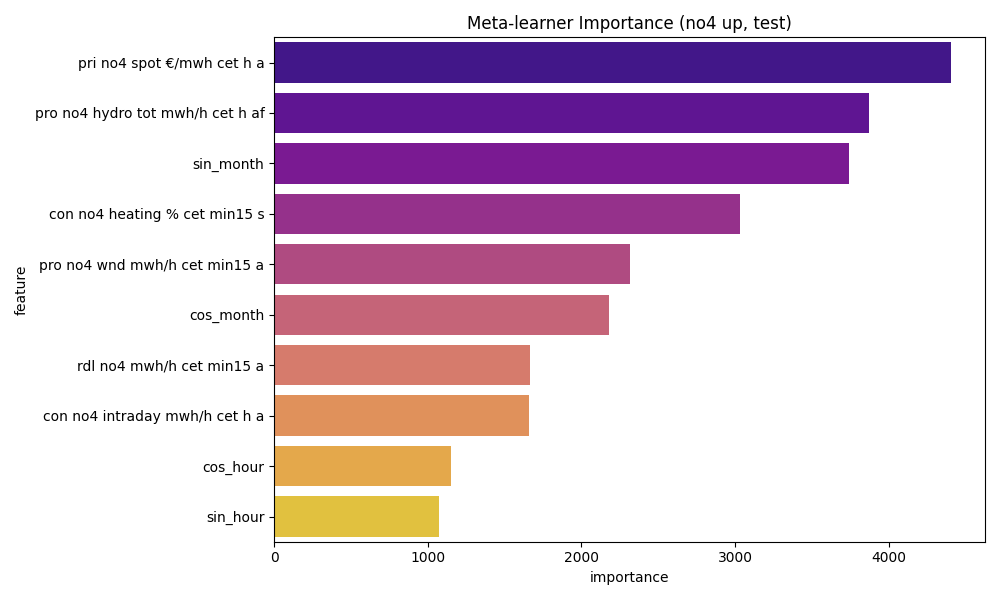 Meta-learner Importance (no4 up, test)
feature
pri no4 spot €/mwh cet h a
pro no4 hydro tot mwh/h cet h af
sin_month
con no4 heating % cet min15 s
pro no4 wnd mwh/h cet min15 a
cos_month
rdl no4 mwh/h cet min15 a
con no4 intraday mwh/h cet h a
cos_hour
sin_hour
0 1000 2000 3000 4000
importance